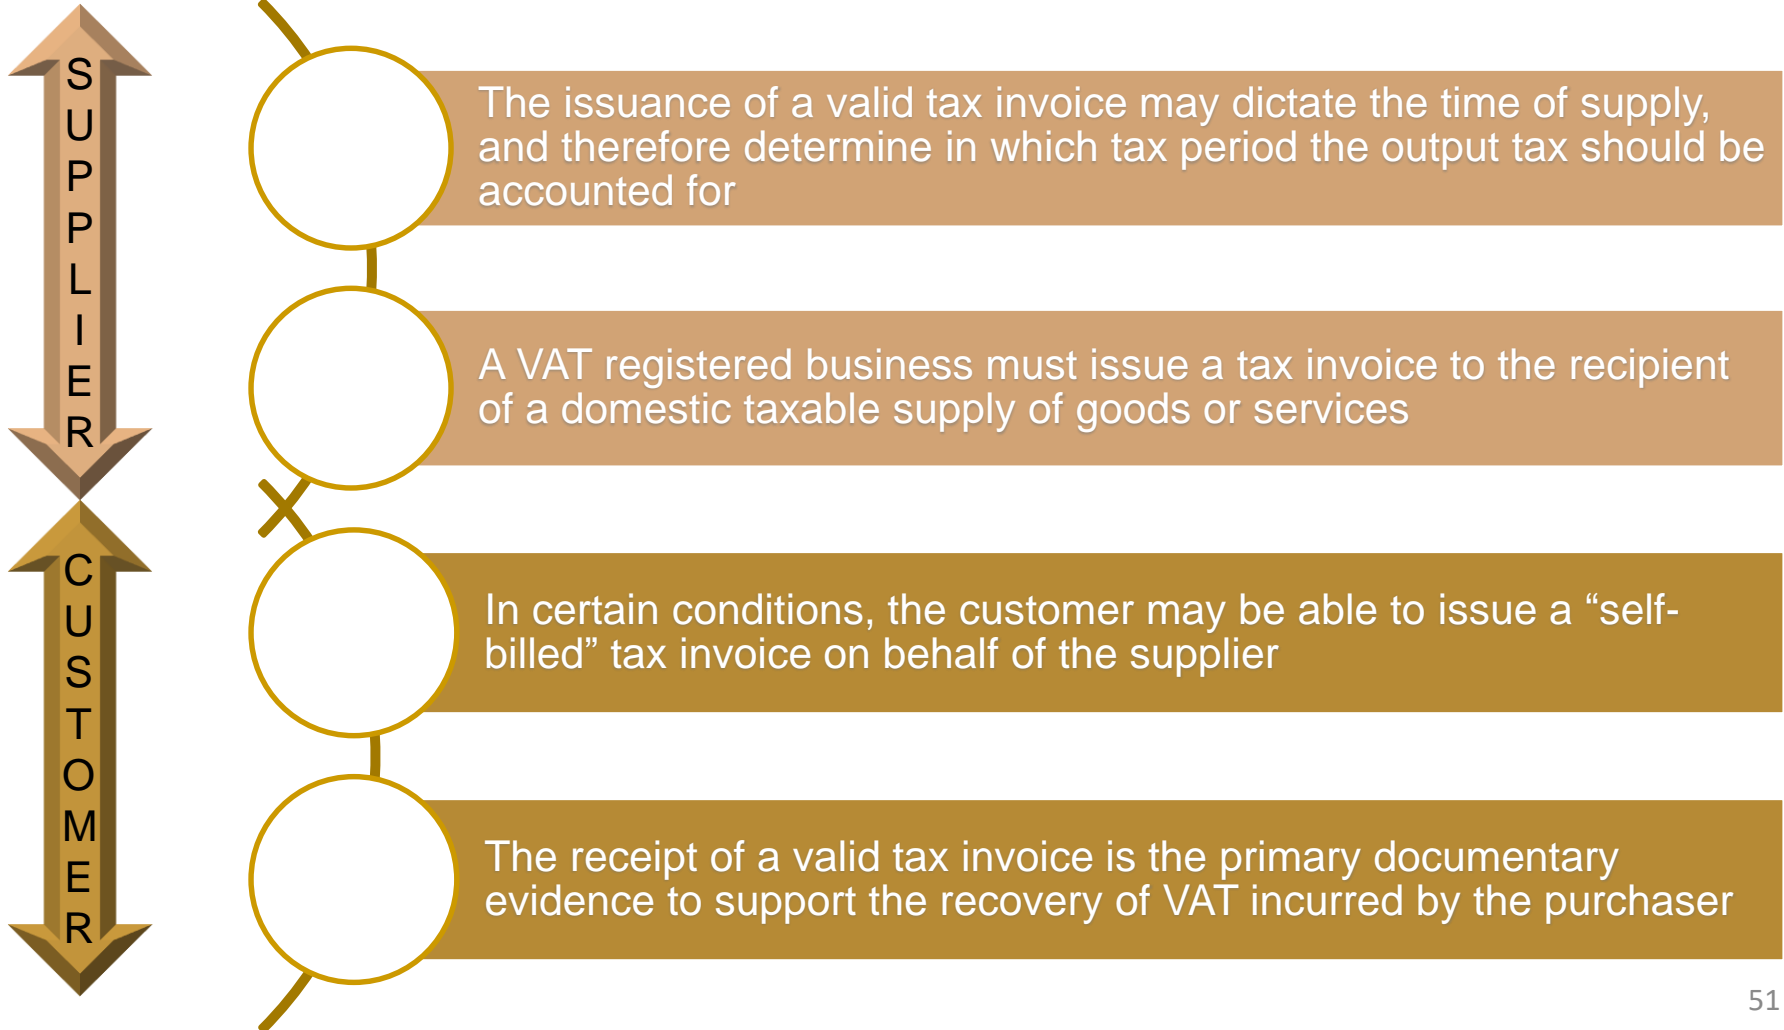 SUPPLIER
The issuance of a valid tax invoice may dictate the time of supply,
and therefore determine in which tax period the output tax should be
accounted for
A VAT registered business must issue a tax invoice to the recipient
of a domestic taxable supply of goods or services
CUSTOMER
In certain conditions, the customer may be able to issue a “self-
billed” tax invoice on behalf of the supplier
The receipt of a valid tax invoice is the primary documentary
evidence to support the recovery of VAT incurred by the purchaser
51